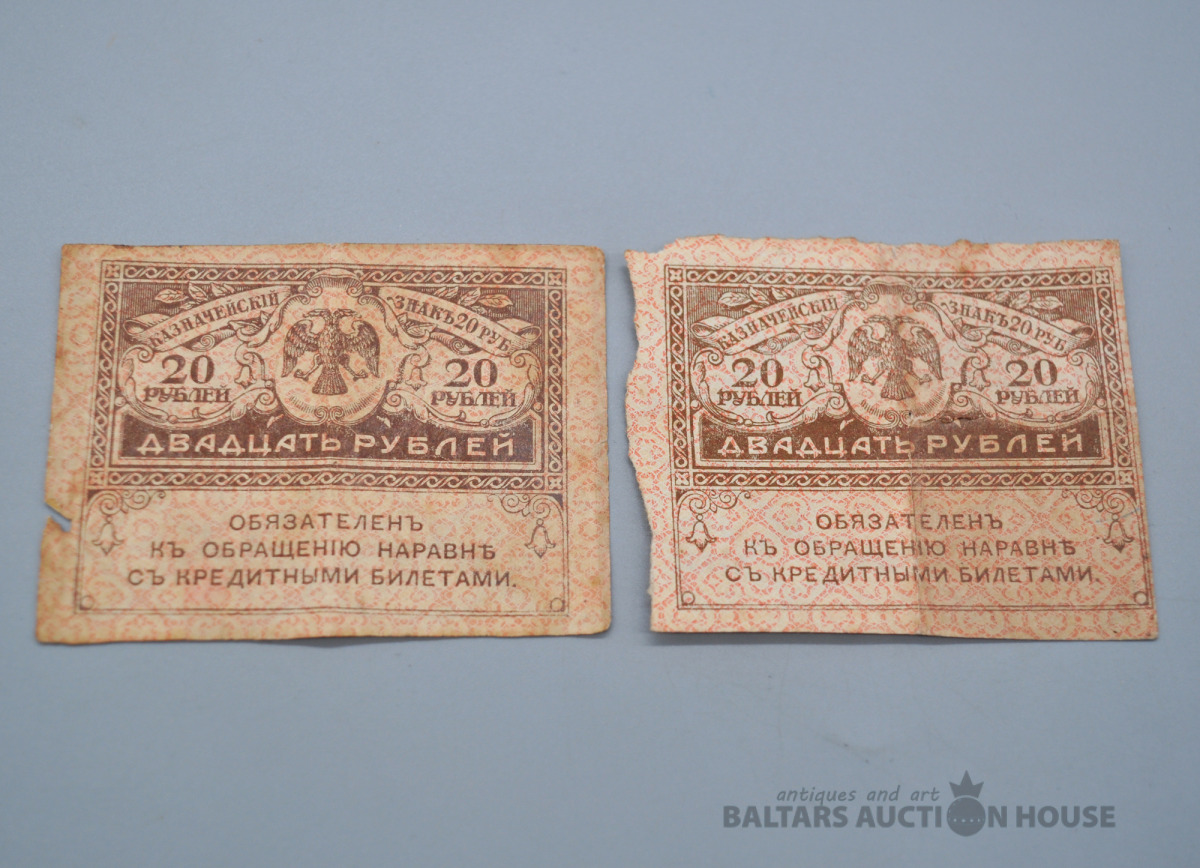 КАЗНАЧЕЙСКІЙ ЗНАКЪ 20 РУБ.
20 РУБЛЕЙ
20 РУБЛЕЙ
ДВАДЦАТЬ РУБЛЕЙ
ОБЯЗАТЕЛЕНЪ
КЪ ОБРАЩЕНІЮ НАРАВНѢ
СЪ КРЕДИТНЫМИ БИЛЕТАМИ.
КАЗНАЧЕЙСКІЙ ЗНАКЪ 20 РУБ.
20 РУБЛЕЙ
20 РУБЛЕЙ
ДВАДЦАТЬ РУБЛЕЙ
ОБЯЗАТЕЛЕНЪ
КЪ ОБРАЩЕНІЮ НАРАВНѢ
СЪ КРЕДИТНЫМИ БИЛЕТАМИ.
antiques and art
BALTARS AUCTION HOUSE